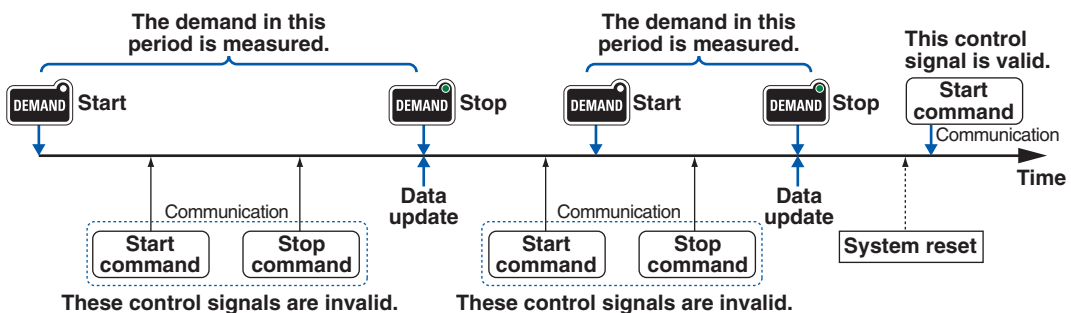 The demand in this
period is measured.
The demand in this
period is measured.
This control
signal is valid.
DEMAND Start
DEMAND Stop
DEMAND Start
DEMAND Stop
Start
command
Communication
Time
Data
update
Data
update
Communication
Start
command
Stop
command
Communication
Start
command
Stop
command
System reset
These control signals are invalid.
These control signals are invalid.